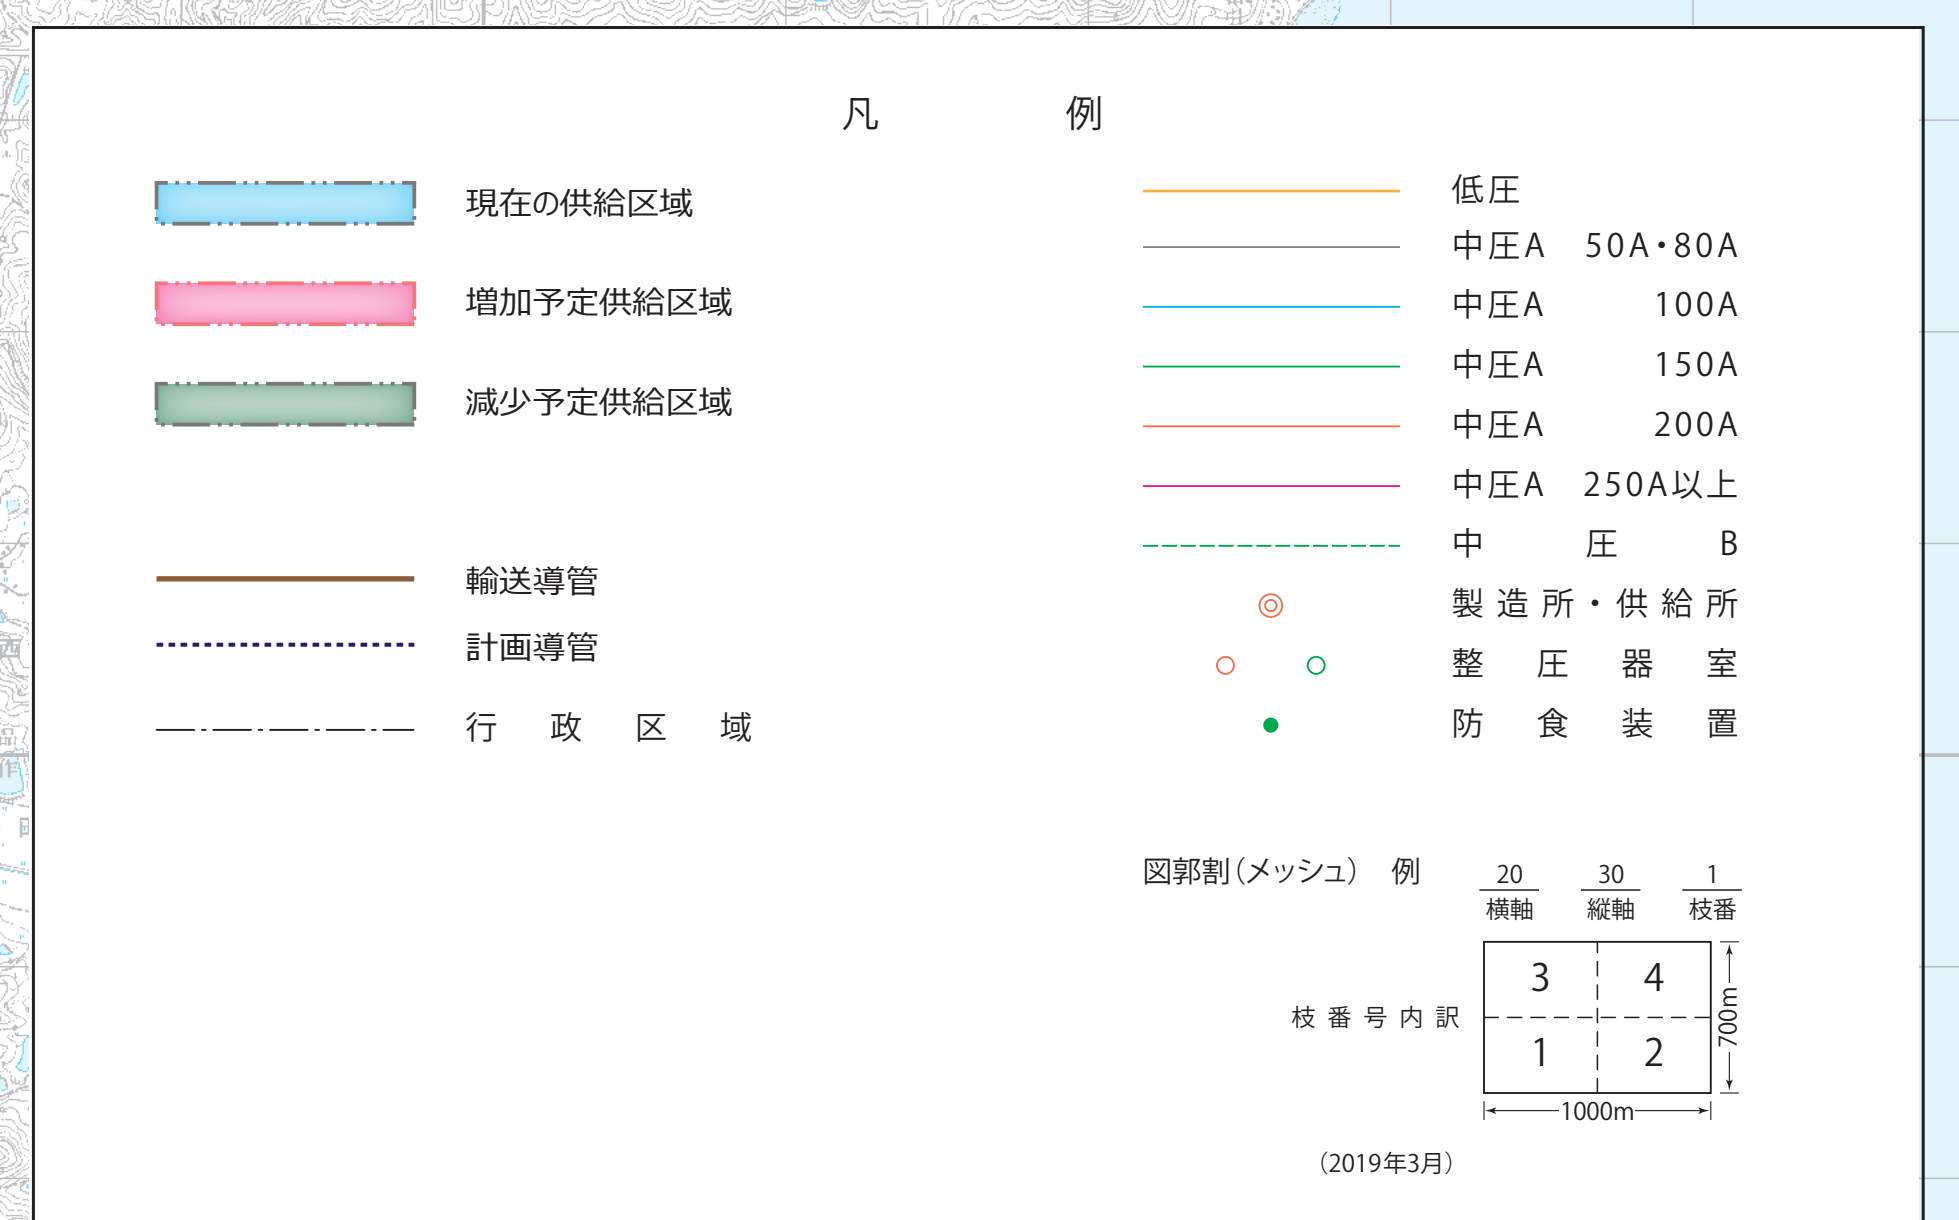 凡 例
現在の供給区域
増加予定供給区域
減少予定供給区域
輸送導管
計画導管
行政区域
低圧
中圧A 50A・80A
中圧A 100A
中圧A 150A
中圧A 200A
中圧A 250A以上
中圧B
製造所・供給所
整圧器室
防食装置
図郭割(メッシュ) 例
20 30 1
横軸 縦軸 枝番
3 4
枝番号内訳
1 2
700m
1000m
(2019年3月)
西